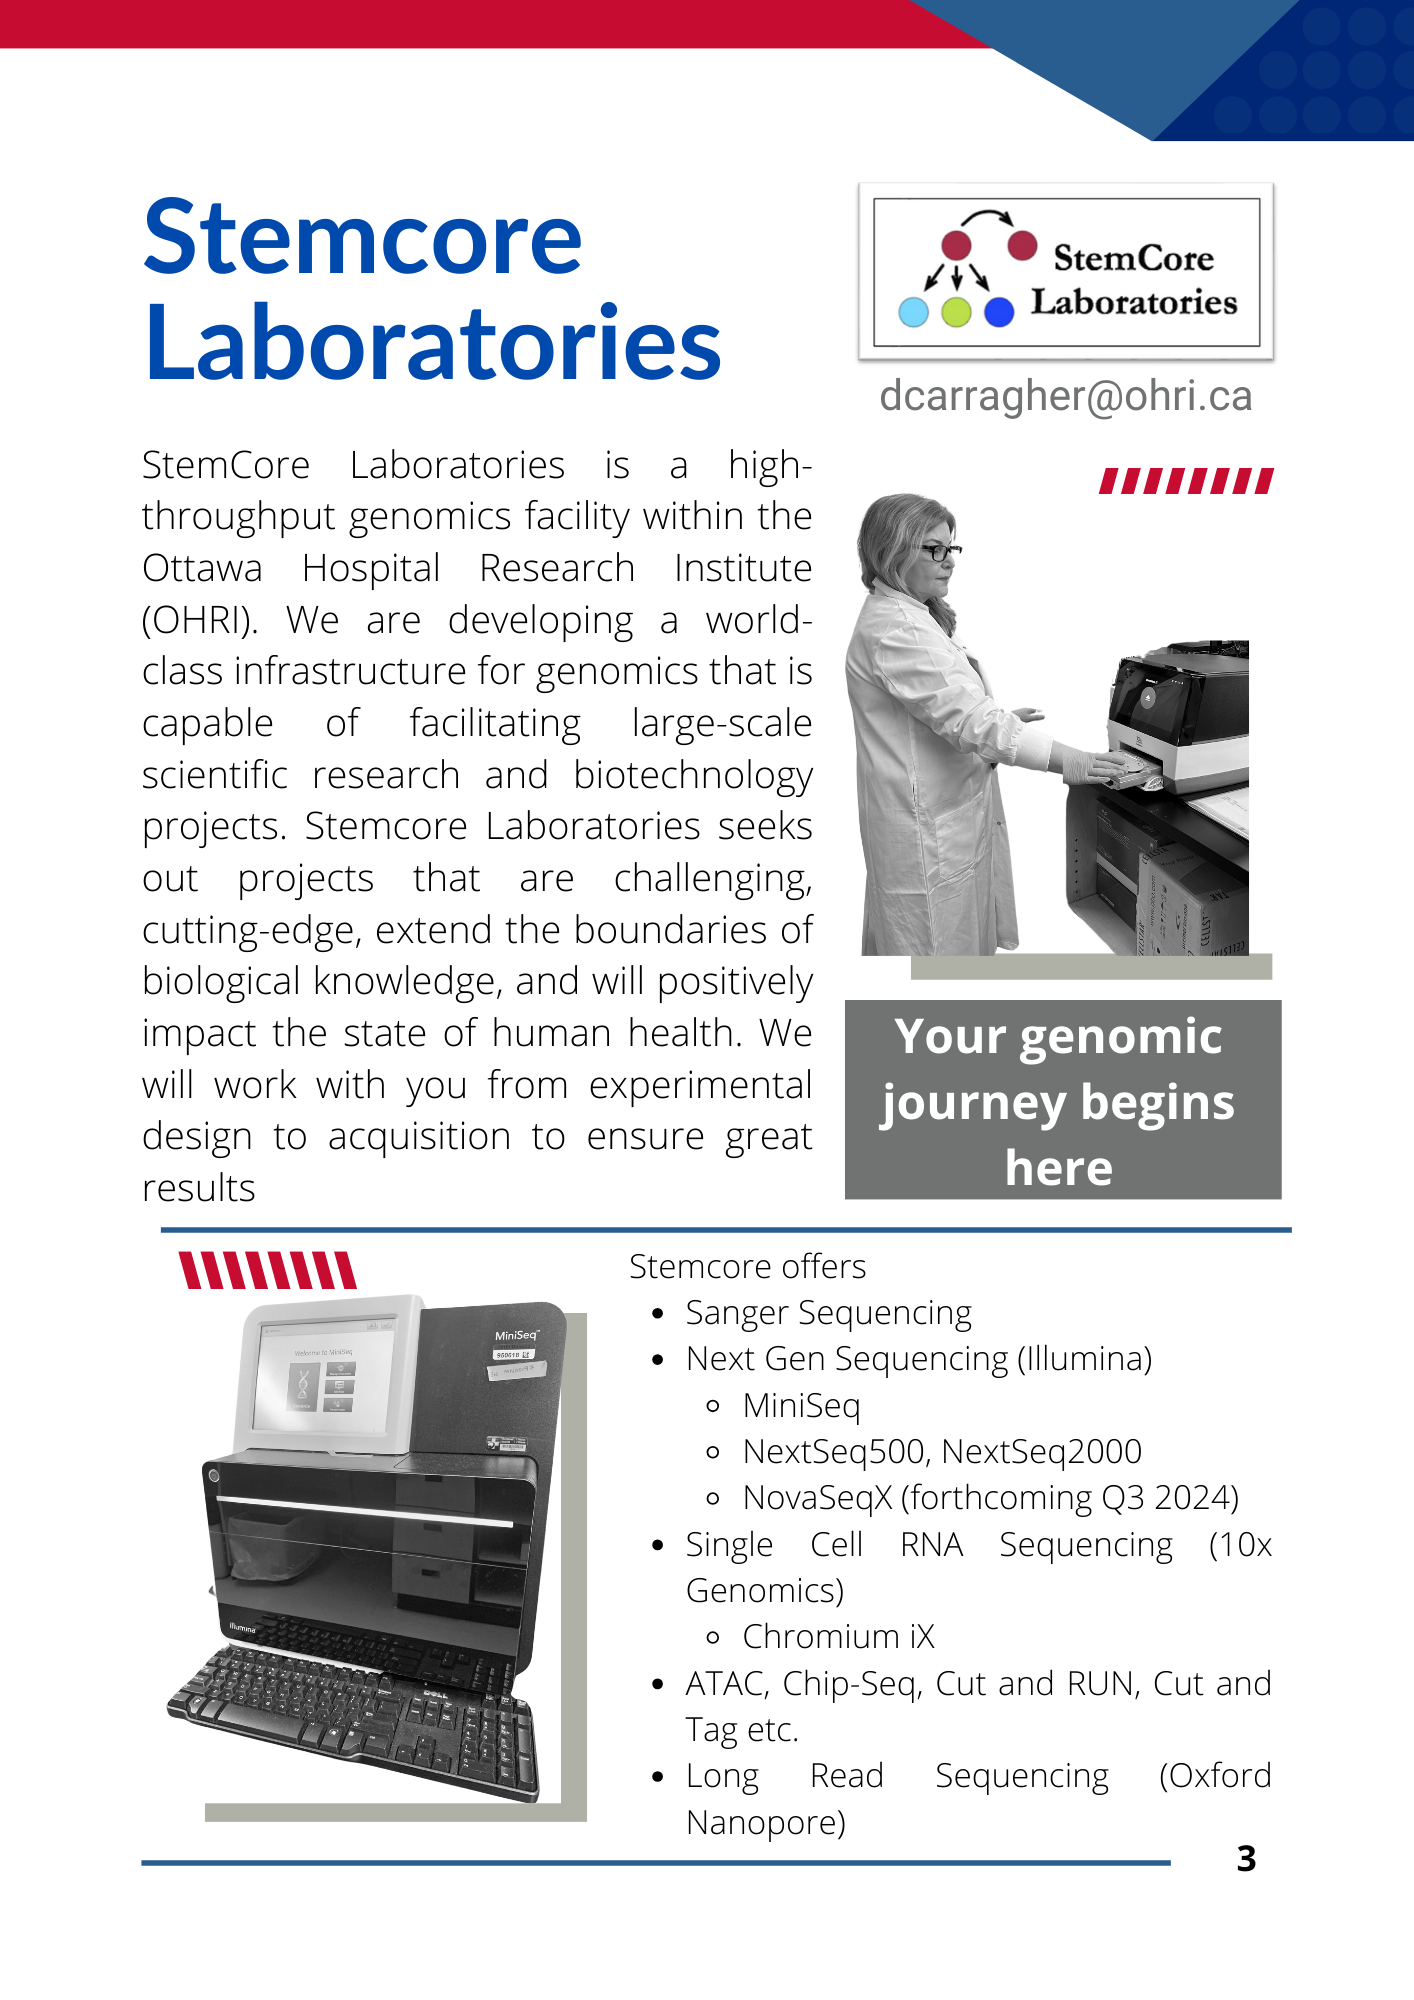 Stemcore
Laboratories
StemCore
Laboratories
dcarragher@ohri.ca
StemCore Laboratories is a high-
throughput genomics facility within the
Ottawa Hospital Research Institute
(OHRI). We are developing a world-
class infrastructure for genomics that is
capable of facilitating large-scale
scientific research and biotechnology
projects. Stemcore Laboratories seeks
out projects that are challenging,
cutting-edge, extend the boundaries of
biological knowledge, and will positively
impact the state of human health. We
will work with you from experimental
design to acquisition to ensure great
results
CELLSTAR
Your genomic
journey begins
here
MiniSeq
950618
Welcome to MiniSeq
illumina
DELL
Stemcore offers
• Sanger Sequencing
• Next Gen Sequencing (Illumina)
◦ MiniSeq
◦ NextSeq500, NextSeq2000
◦ NovaSeqX (forthcoming Q3 2024)
• Single Cell RNA Sequencing (10x
Genomics)
◦ Chromium iX
• ATAC, Chip-Seq, Cut and RUN, Cut and
Tag etc.
• Long Read Sequencing (Oxford
Nanopore)
3